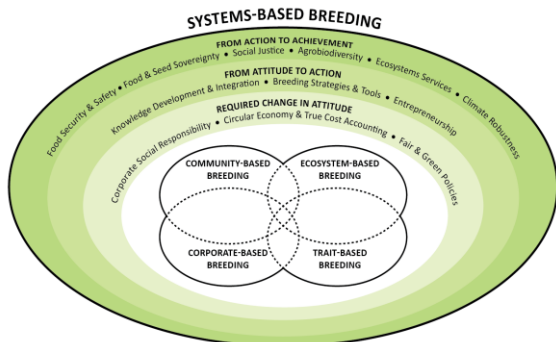 SYSTEMS-BASED BREEDING
FROM ACTION TO ACHIEVEMENT
Food Security & Safety • Food & Seed Sovereignty • Social Justice • Agrobiodiversity • Ecosystems Services • Climate Robustness
FROM ATTITUDE TO ACTION
Knowledge Development & Integration • Breeding Strategies & Tools • Entrepreneurship
REQUIRED CHANGE IN ATTITUDE
Corporate Social Responsibility • Circular Economy & True Cost Accounting • Fair & Green Policies
COMMUNITY-BASED
BREEDING
ECOSYSTEM-BASED
BREEDING
CORPORATE-BASED
BREEDING
TRAIT-BASED
BREEDING